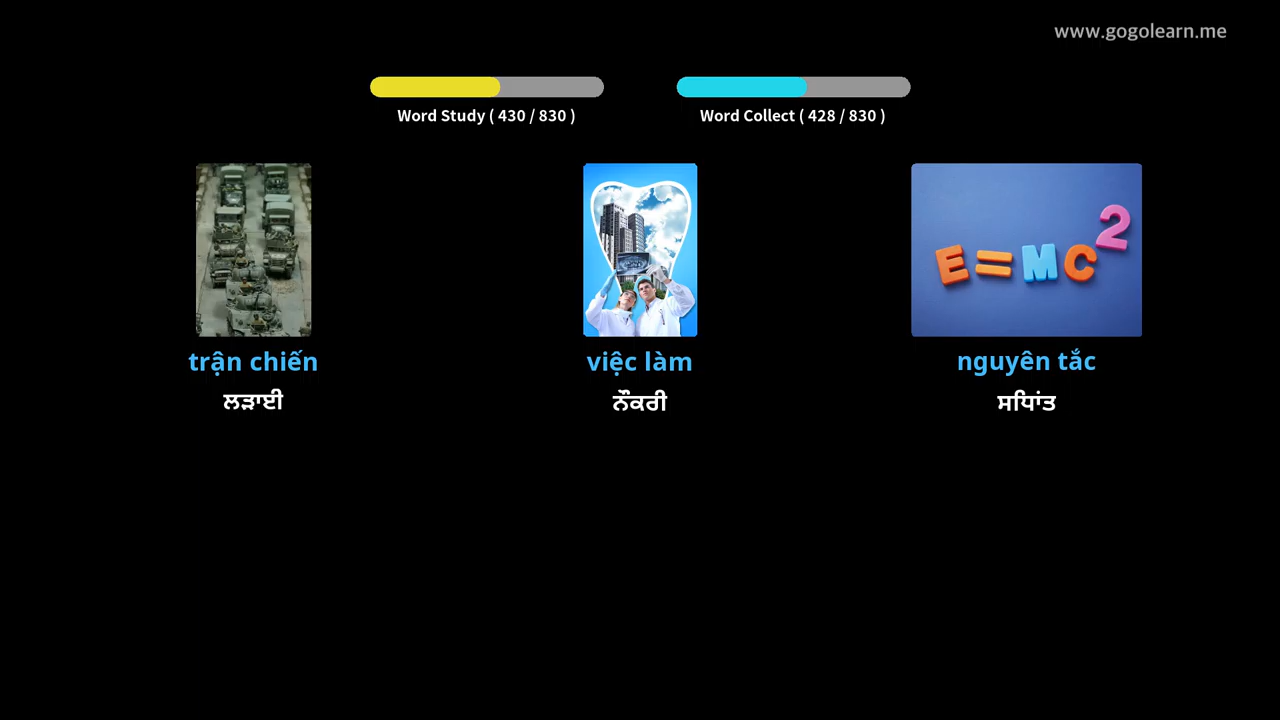 www.gogolearn.me
Word Study ( 430 / 830 )
Word Collect ( 428 / 830 )
E=MC2
trận chiến
việc làm
nguyên tắc
ਲੜਾਈ
ਨੌਕਰੀ
ਸਿਧਾਂਤ